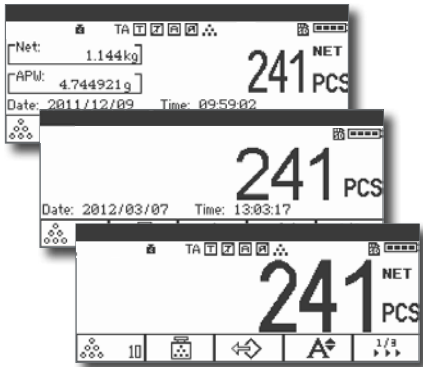 TA T Z A P
Net: 1.144kg
APW: 4.744921g
241 NET PCS
Date: 2011/12/09 Time: 09:59:02
241 PCS
Date: 2012/03/07 Time: 13:03:17
TA T Z A P
241 NET PCS
10 A 1/3